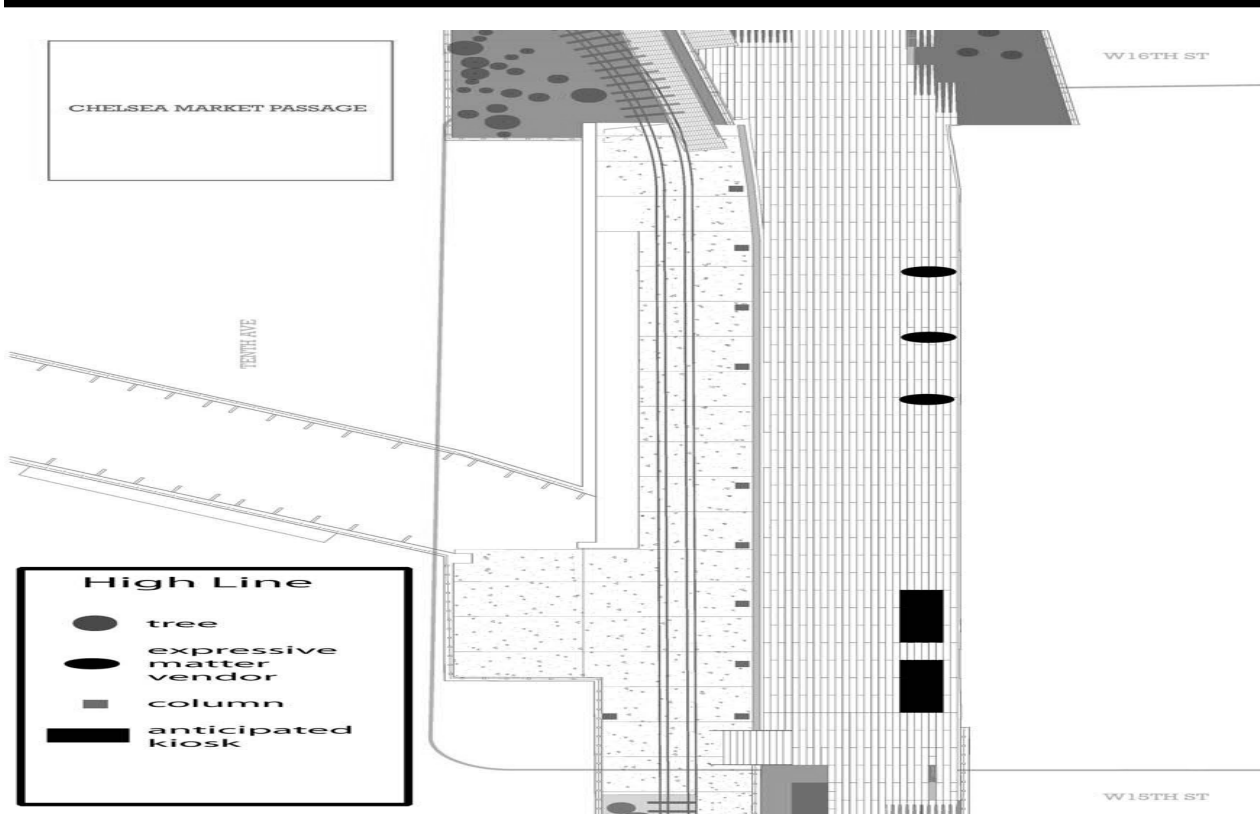 CHELSEA MARKET PASSAGE
W16TH ST
TENTH AVE
High Line
tree
expressive
matter
vendor
column
anticipated
kiosk
W15TH ST